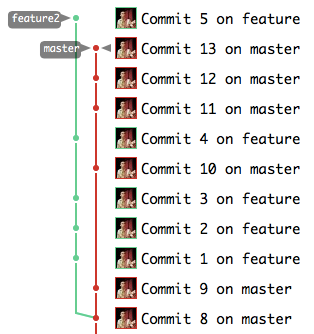 feature2 Commit 5 on feature
master Commit 13 on master
Commit 12 on master
Commit 11 on master
Commit 4 on feature
Commit 10 on master
Commit 3 on feature
Commit 2 on feature
Commit 1 on feature
Commit 9 on master
Commit 8 on master